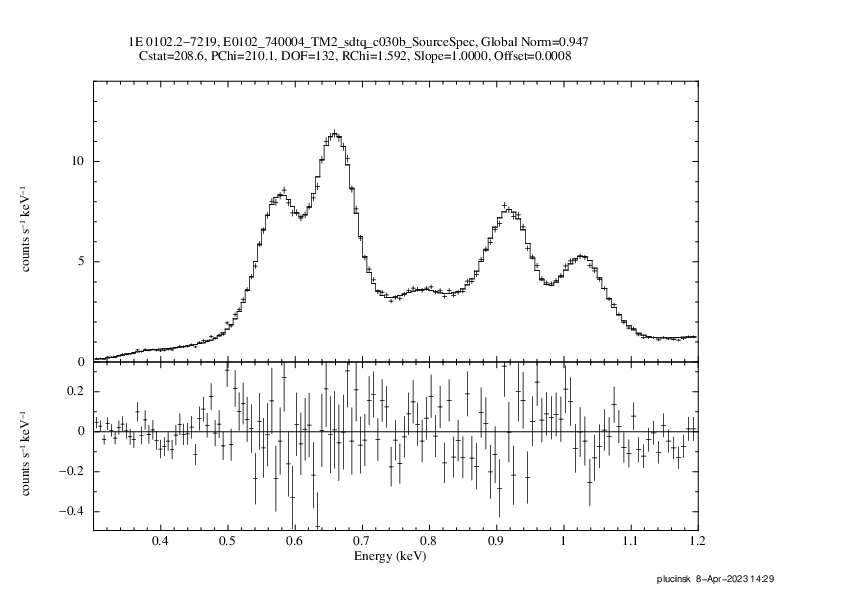 1E 0102.2−7219, E0102_740004_TM2_sdtq_c030b_SourceSpec, Global Norm=0.947
Cstat=208.6, PChi=210.1, DOF=132, RChi=1.592, Slope=1.0000, Offset=0.0008
10
5
0
counts s⁻¹ keV⁻¹
0.2
0
−0.2
−0.4
counts s⁻¹ keV⁻¹
0.4 0.5 0.6 0.7 0.8 0.9 1 1.1 1.2
Energy (keV)
plucinsk 8−Apr−2023 14:29